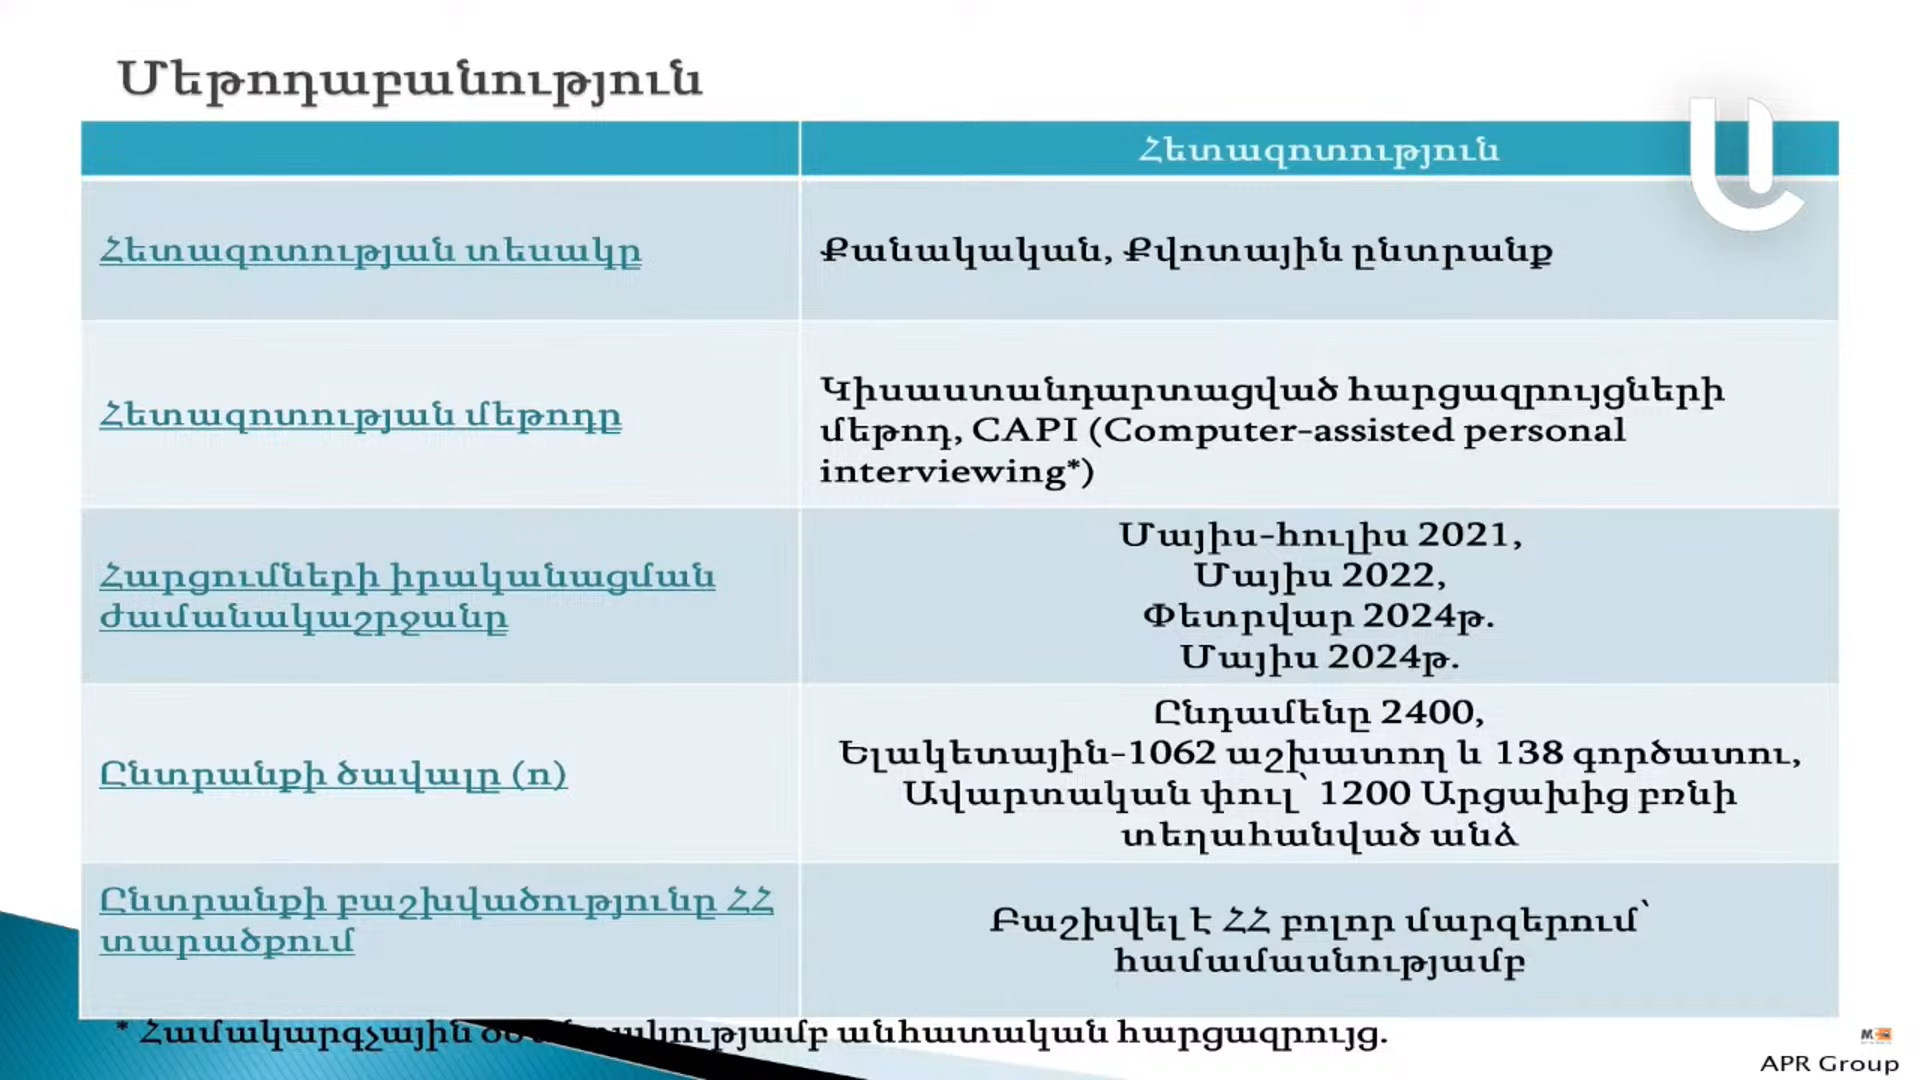 Մեթոդաբանություն
Հետազոտություն
Հետազոտության տեսակը
Քանակական, Քվոտային ընտրանք
Հետազոտության մեթոդը
Կիսաստանդարտացված հարցազրույցների
մեթոդ, CAPI (Computer-assisted personal
interviewing*)
Հարցումների իրականացման
ժամանակաշրջանը
Մայիս-հուլիս 2021,
Մայիս 2022,
Փետրվար 2024թ.
Մայիս 2024թ.
Ընտրանքի ծավալը (ո)
Ընդամենը 2400,
Ելակետային-1062 աշխատող և 138 գործատու,
Ավարտական փուլ՝ 1200 Արցախից բռնի
տեղահանված անձ
Ընտրանքի բաշխվածությունը ՀՀ
տարածքում
Բաշխվել է ՀՀ բոլոր մարզերում՝
համամասնությամբ
* Համակարգչային անհատական հարցազրույց.
APR Group